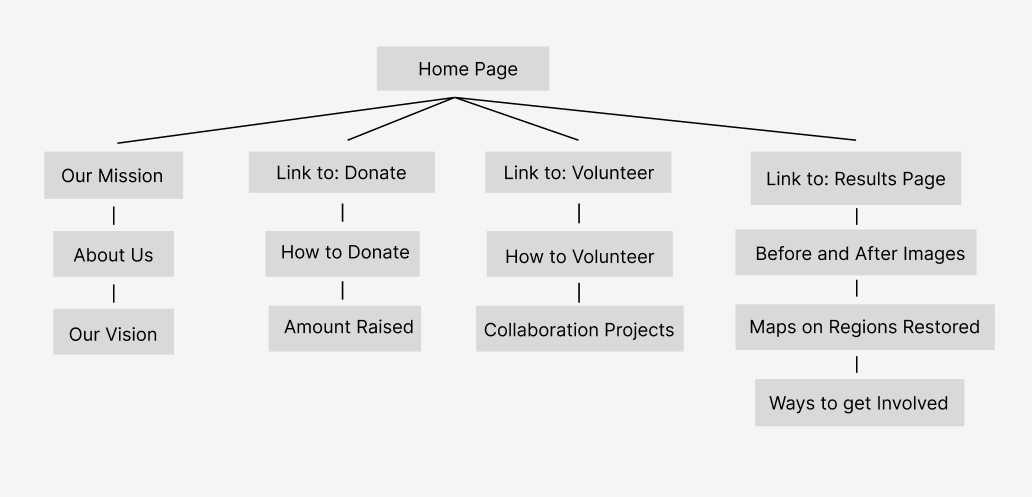 Home Page
Our Mission
About Us
Our Vision
Link to: Donate
How to Donate
Amount Raised
Link to: Volunteer
How to Volunteer
Collaboration Projects
Link to: Results Page
Before and After Images
Maps on Regions Restored
Ways to get Involved